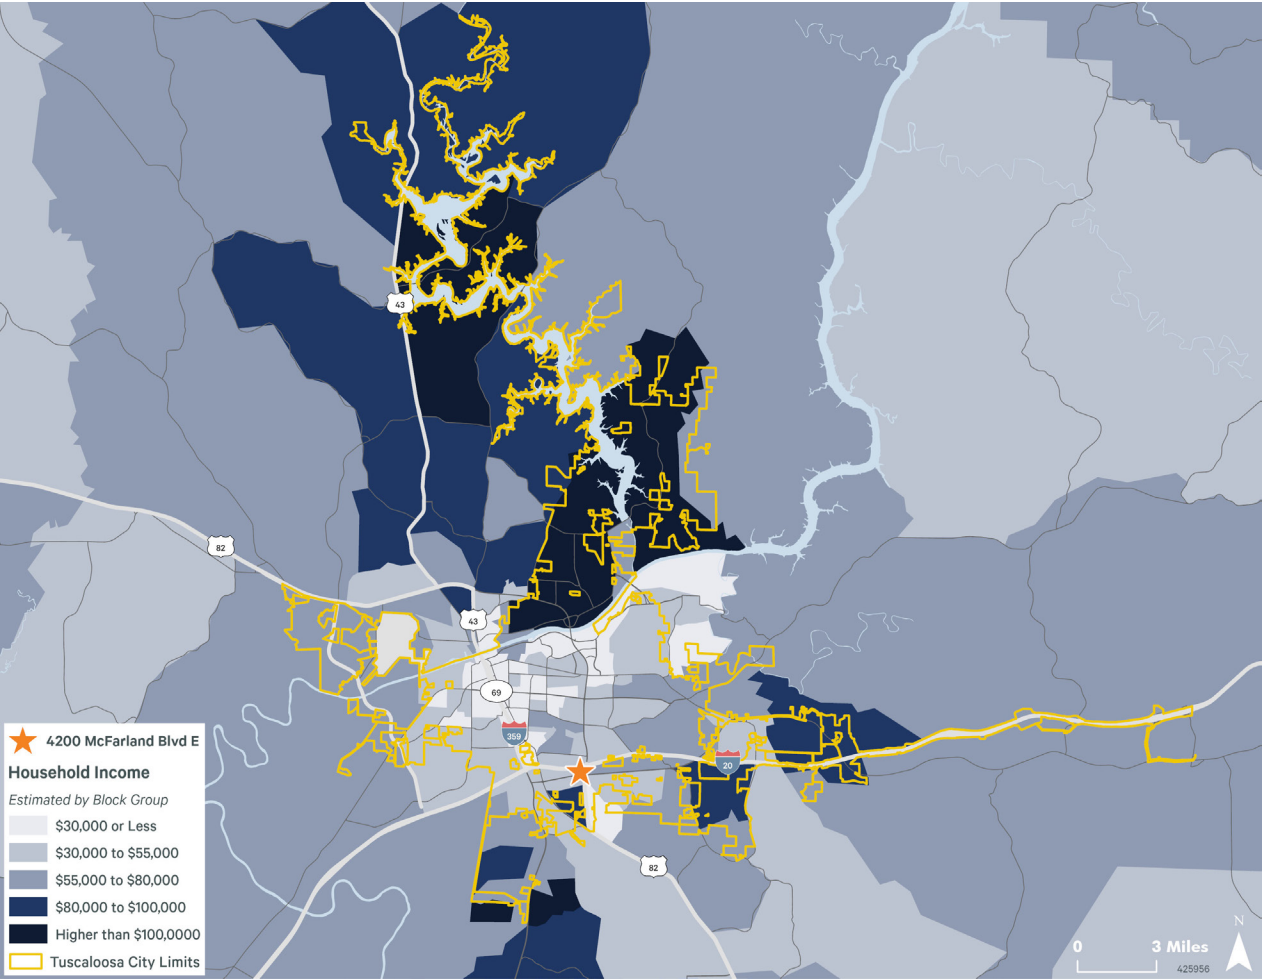 43
82
43
69
359
20
82
4200 McFarland Blvd E
Household Income
Estimated by Block Group
$30,000 or Less
$30,000 to $55,000
$55,000 to $80,000
$80,000 to $100,000
Higher than $100,0000
Tuscaloosa City Limits
N
0 3 Miles
425956